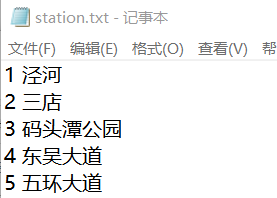 station.txt - 记事本
文件(F) 编辑(E) 格式(O) 查看(V) 帮
1 泾河
2 三店
3 码头潭公园
4 东吴大道
5 五环大道